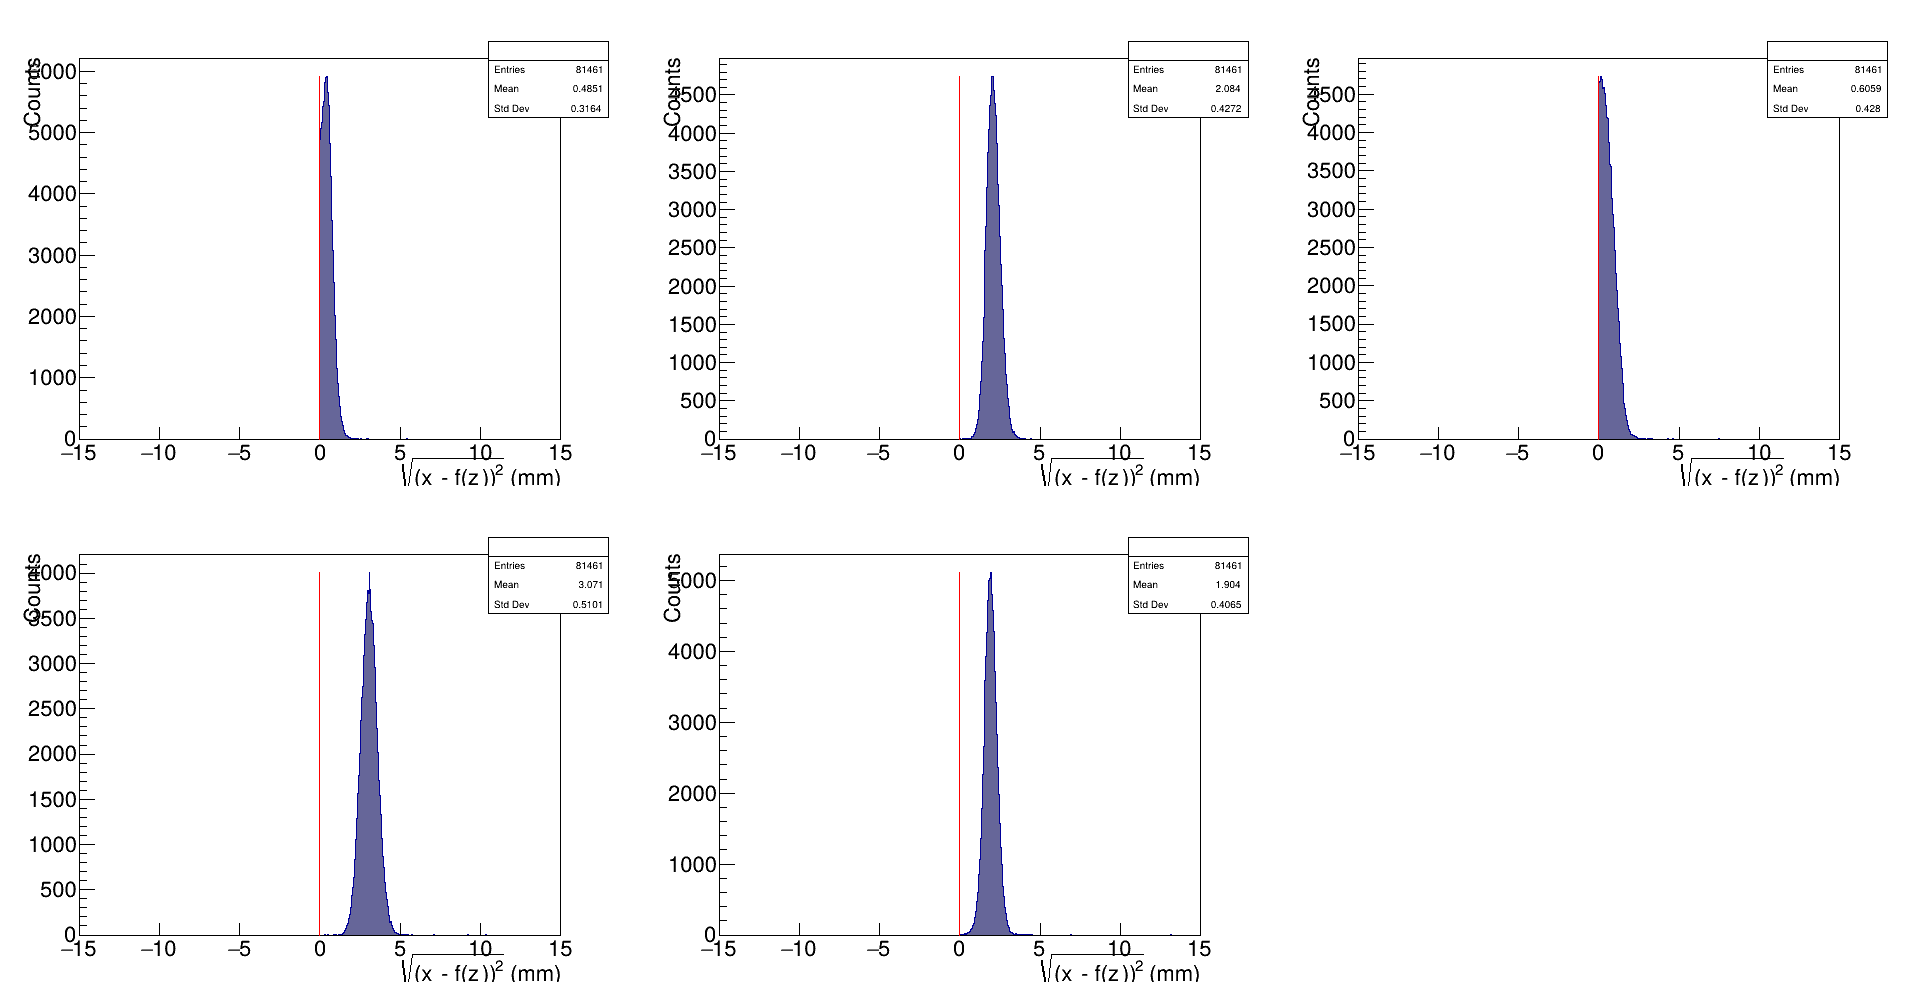 Counts
6000
5000
4000
3000
2000
1000
0
−15 −10 −5 0 5 10 15
√(x - f(z))² (mm)
Entries 81461
Mean 0.4851
Std Dev 0.3164
Counts
4500
4000
3500
3000
2500
2000
1500
1000
500
0
−15 −10 −5 0 5 10 15
√(x - f(z))² (mm)
Entries 81461
Mean 2.084
Std Dev 0.4272
Counts
4500
4000
3500
3000
2500
2000
1500
1000
500
0
−15 −10 −5 0 5 10 15
√(x - f(z))² (mm)
Entries 81461
Mean 0.6059
Std Dev 0.428
Counts
4000
3500
3000
2500
2000
1500
1000
500
0
−15 −10 −5 0 5 10 15
√(x - f(z))² (mm)
Entries 81461
Mean 3.071
Std Dev 0.5101
Counts
5000
4000
3000
2000
1000
0
−15 −10 −5 0 5 10 15
√(x - f(z))² (mm)
Entries 81461
Mean 1.904
Std Dev 0.4065